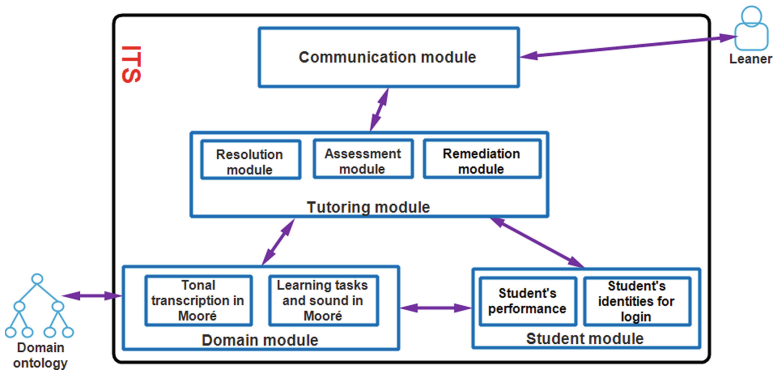 ITS
Communication module
Leaner
Resolution
module
Assessment
module
Remediation
module
Tutoring module
Tonal
transcription in
Mooré
Learning tasks
and sound in
Mooré
Domain module
Student's
performance
Student's
identities for
login
Student module
Domain
ontology